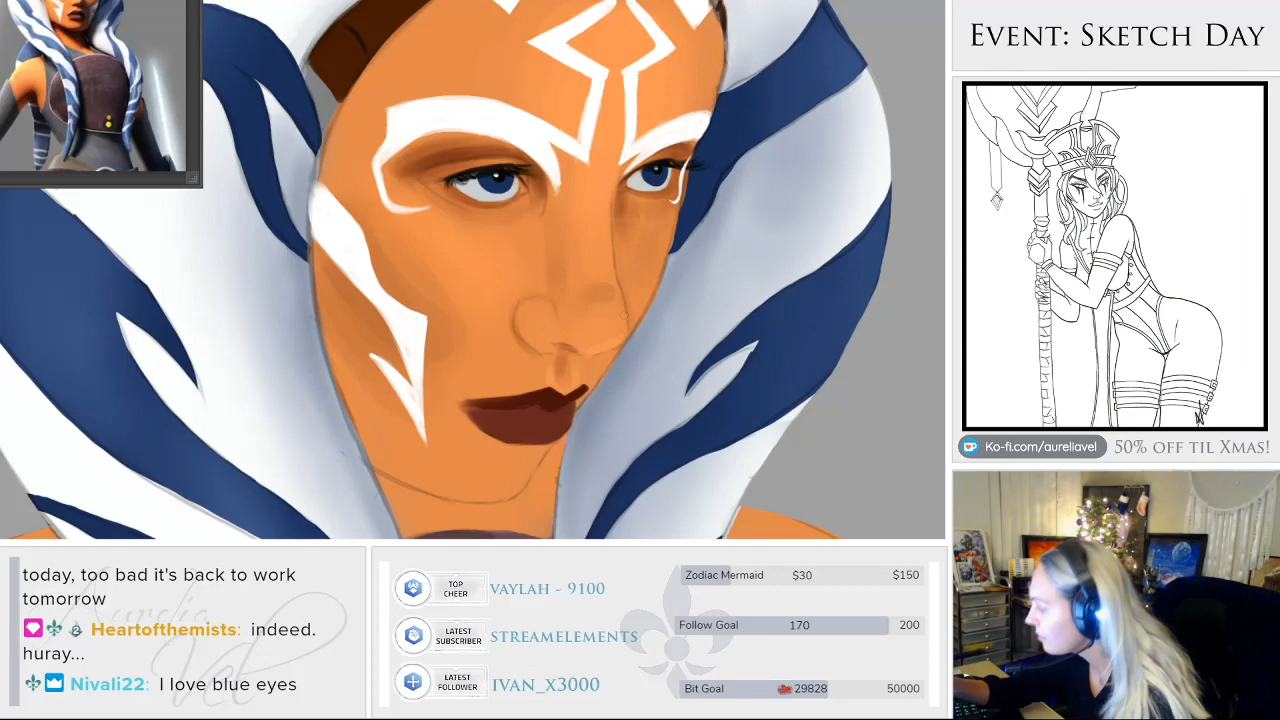 EVENT: SKETCH DAY
Ko-fi.com/aureliavel
50% OFF TIL XMAS!
today, too bad it's back to work
tomorrow
Heartofthemists: indeed.
huray...
Nivali22: I love blue eyes
Aurelia
Vel
TOP
CHEER
VAYLAH - 9100
LATEST
SUBSCRIBER
STREAMELEMENTS
LATEST
FOLLOWER
IVAN_X3000
Zodiac Mermaid $30 $150
Follow Goal 170 200
Bit Goal 29828 50000